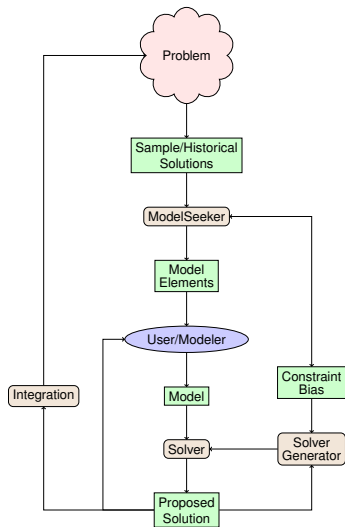 Problem
Sample/Historical
Solutions
ModelSeeker
Model
Elements
User/Modeler
Integration
Model
Constraint
Bias
Solver
Solver
Generator
Proposed
Solution